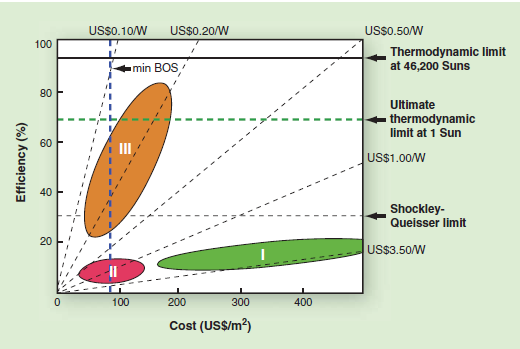 US$0.10/W
US$0.20/W
US$0.50/W
100
Thermodynamic limit
at 46,200 Suns
min BOS
80
Ultimate
thermodynamic
limit at 1 Sun
Efficiency (%)
60
III
US$1.00/W
40
Shockley-
Queisser limit
20
I
US$3.50/W
II
0
100
200
300
400
Cost (US$/m²)